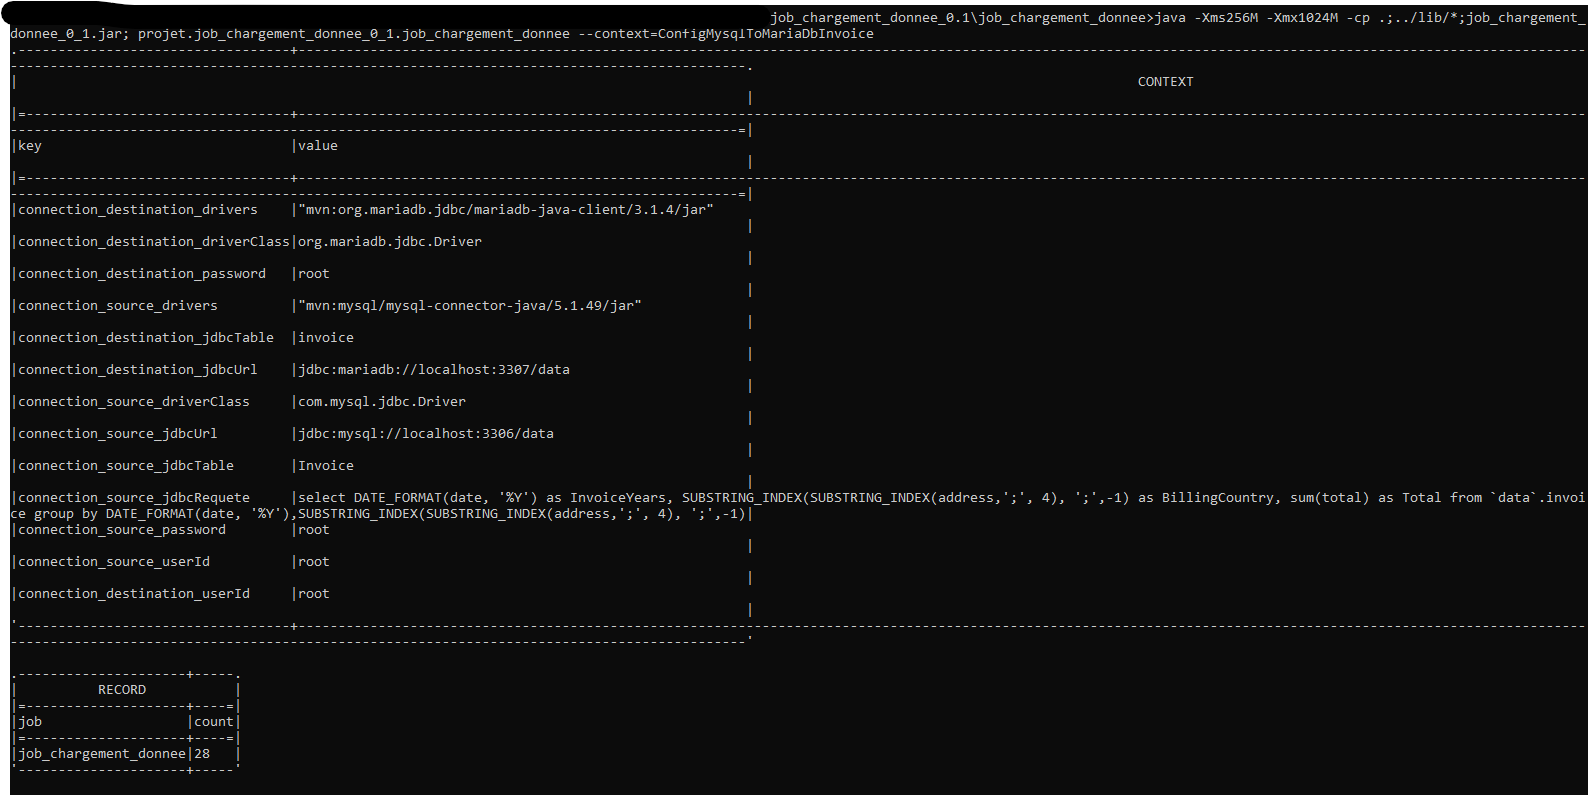 job_chargement_donnee_0.1\job_chargement_donnee>java -Xms256M -Xmx1024M -cp .;../lib/*;job_chargement_
donnee_0_1.jar; projet.job_chargement_donnee_0_1.job_chargement_donnee --context=ConfigMysqlToMariaDbInvoice
CONTEXT
|key |value
|connection_destination_drivers |"mvn:org.mariadb.jdbc/mariadb-java-client/3.1.4/jar"
|connection_destination_driverClass|org.mariadb.jdbc.Driver
|connection_destination_password |root
|connection_source_drivers |"mvn:mysql/mysql-connector-java/5.1.49/jar"
|connection_destination_jdbcTable |invoice
|connection_destination_jdbcUrl |jdbc:mariadb://localhost:3307/data
|connection_source_driverClass |com.mysql.jdbc.Driver
|connection_source_jdbcUrl |jdbc:mysql://localhost:3306/data
|connection_source_jdbcTable |Invoice
|connection_source_jdbcRequete |select DATE_FORMAT(date, '%Y') as InvoiceYears, SUBSTRING_INDEX(SUBSTRING_INDEX(address,';', 4), ';',-1) as BillingCountry, sum(total) as Total from `data`.invoi
ce group by DATE_FORMAT(date, '%Y'),SUBSTRING_INDEX(SUBSTRING_INDEX(address,';', 4), ';',-1)|
|connection_source_password |root
|connection_source_userId |root
|connection_destination_userId |root
| RECORD |
|job |count|
|job_chargement_donnee|28 |